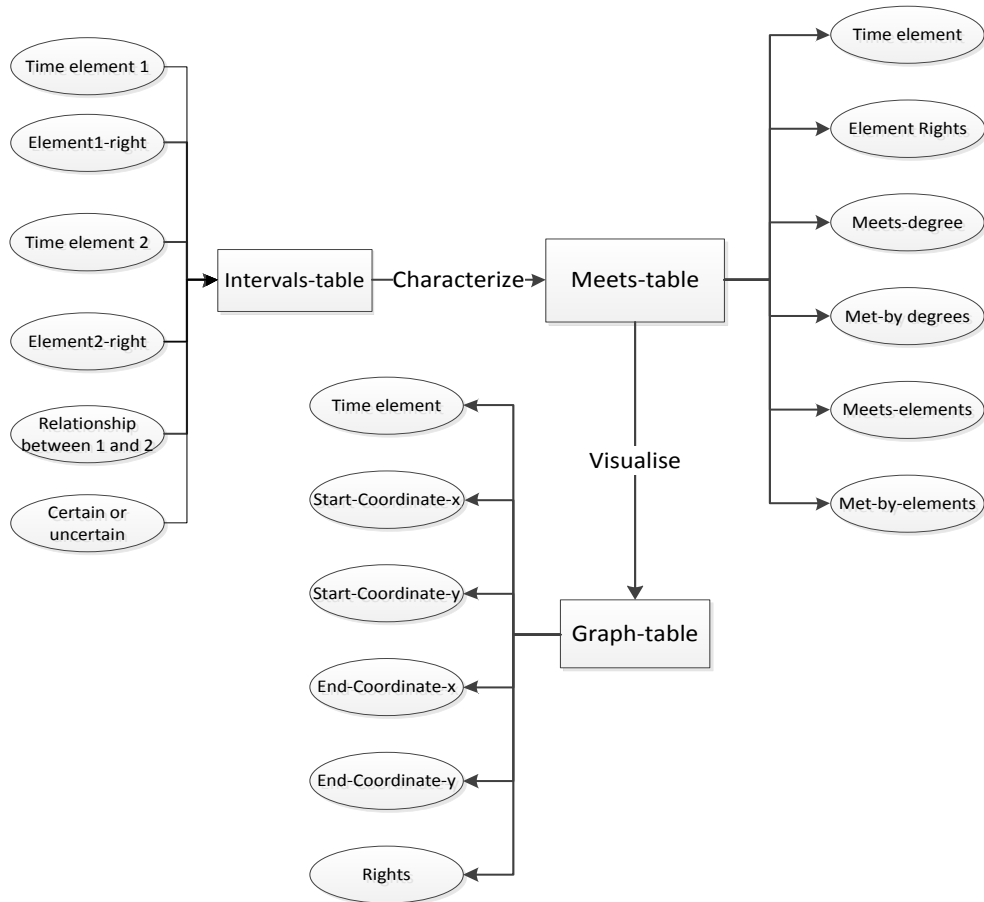 Time element 1
Element1-right
Time element 2
Element2-right
Relationship
between 1 and 2
Certain or
uncertain
Intervals-table
Characterize
Meets-table
Time element
Element Rights
Meets-degree
Met-by degrees
Meets-elements
Met-by-elements
Visualise
Graph-table
Time element
Start-Coordinate-x
Start-Coordinate-y
End-Coordinate-x
End-Coordinate-y
Rights